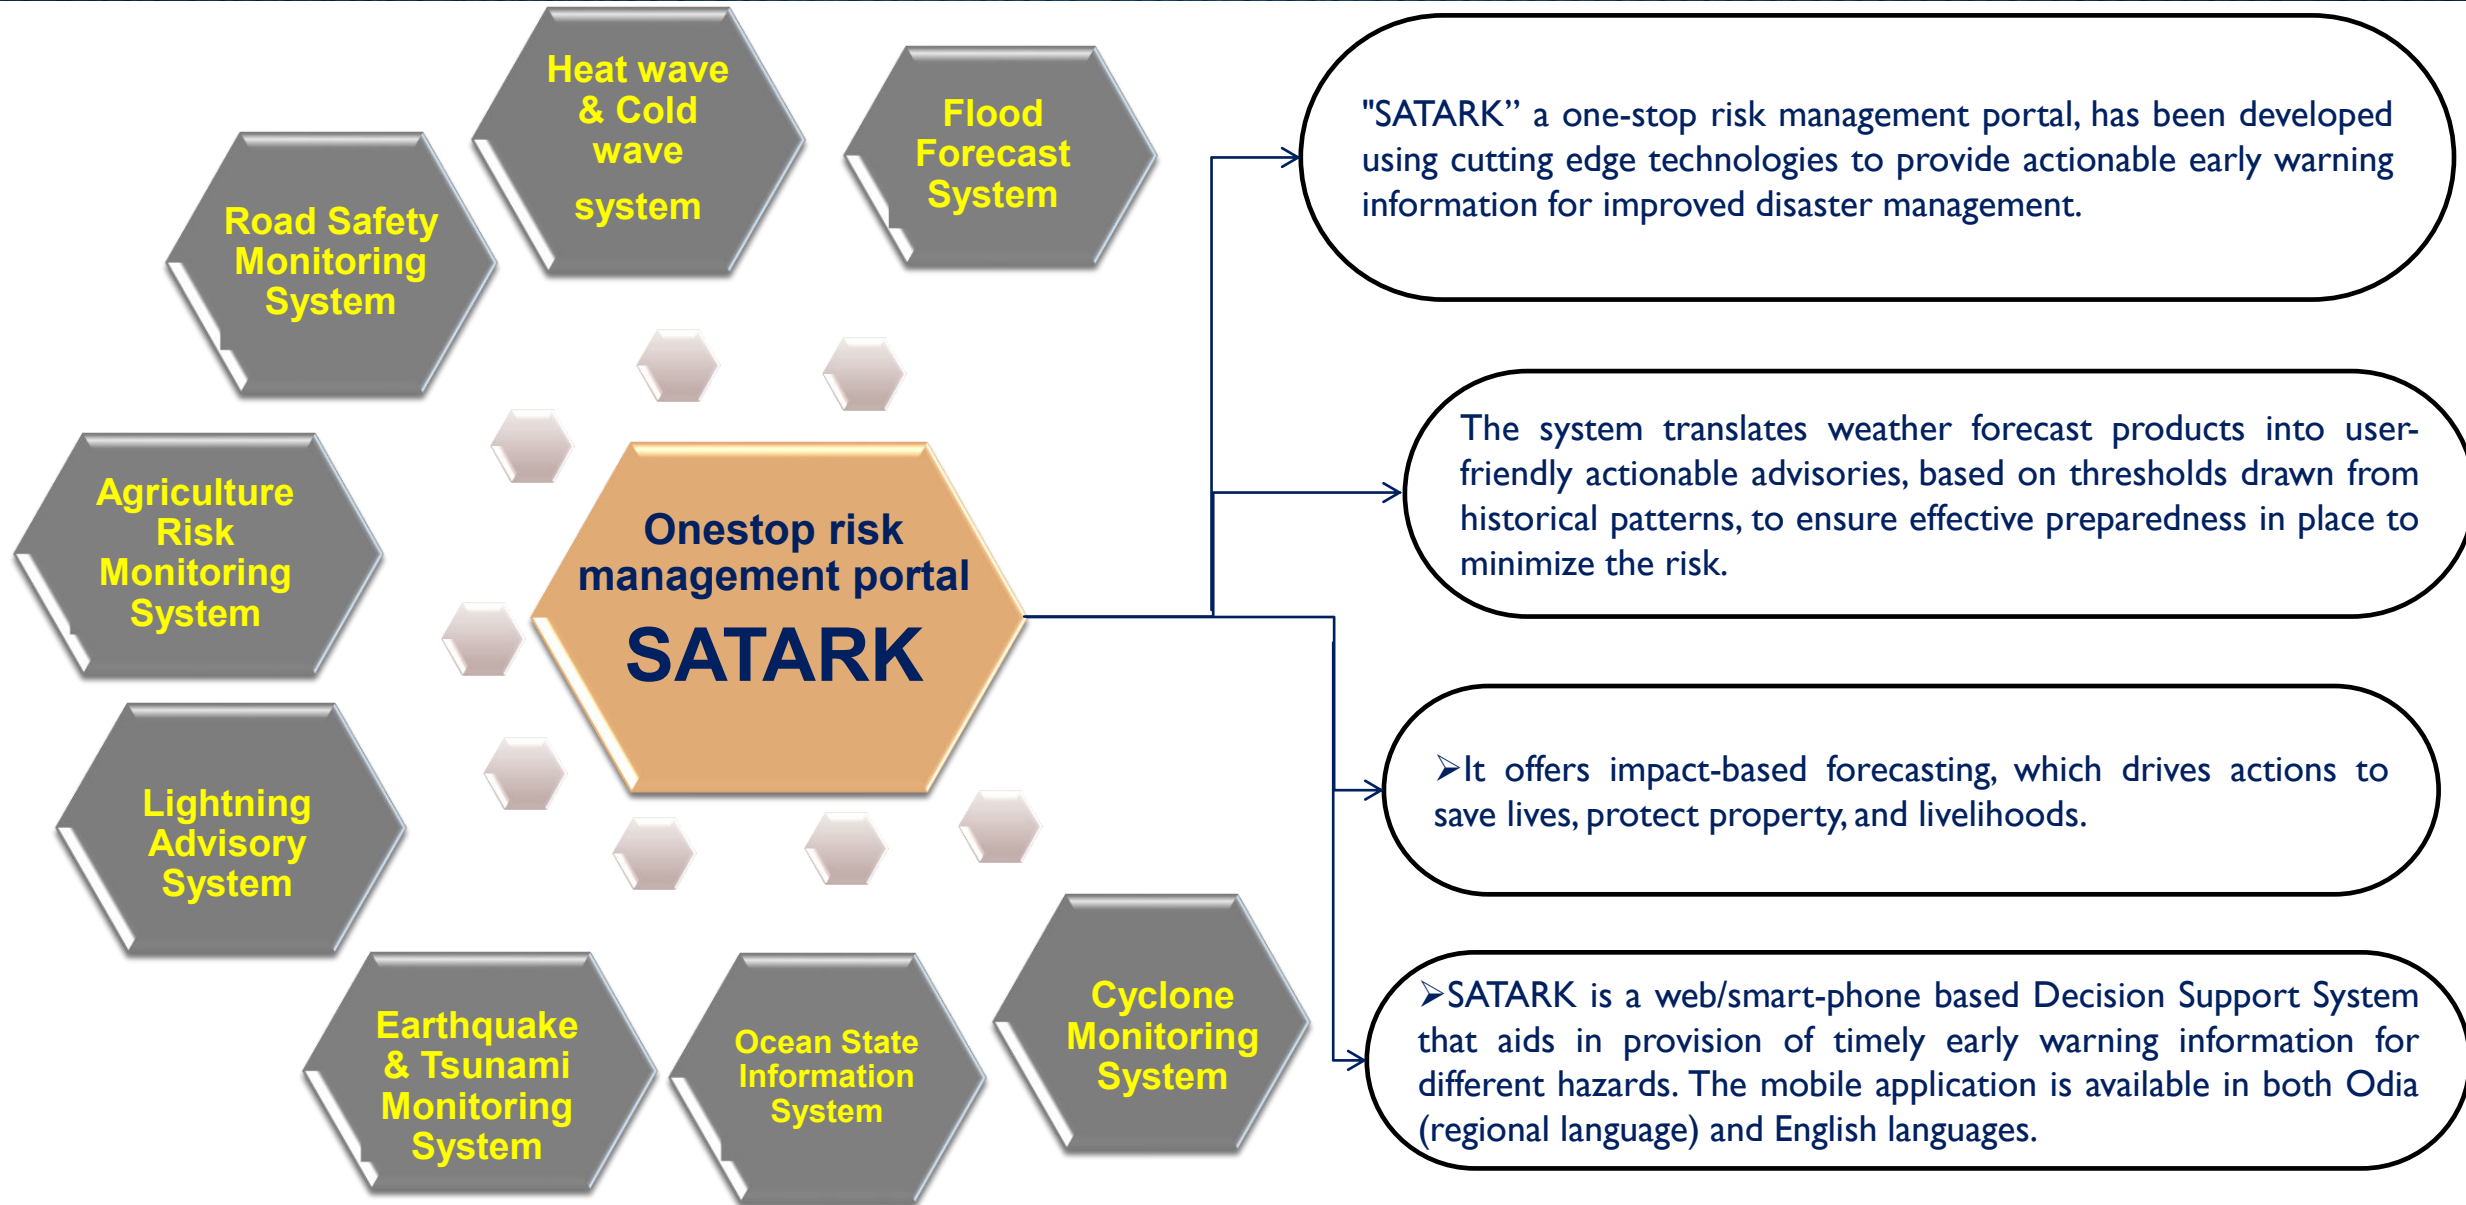 Heat wave
& Cold
wave
system
Flood
Forecast
System
Road Safety
Monitoring
System
Agriculture
Risk
Monitoring
System
Lightning
Advisory
System
Earthquake
& Tsunami
Monitoring
System
Ocean State
Information
System
Cyclone
Monitoring
System
Onestop risk
management portal
SATARK
"SATARK” a one-stop risk management portal, has been developed
using cutting edge technologies to provide actionable early warning
information for improved disaster management.
The system translates weather forecast products into user-
friendly actionable advisories, based on thresholds drawn from
historical patterns, to ensure effective preparedness in place to
minimize the risk.
➢It offers impact-based forecasting, which drives actions to
save lives, protect property, and livelihoods.
➢SATARK is a web/smart-phone based Decision Support System
that aids in provision of timely early warning information for
different hazards. The mobile application is available in both Odia
(regional language) and English languages.